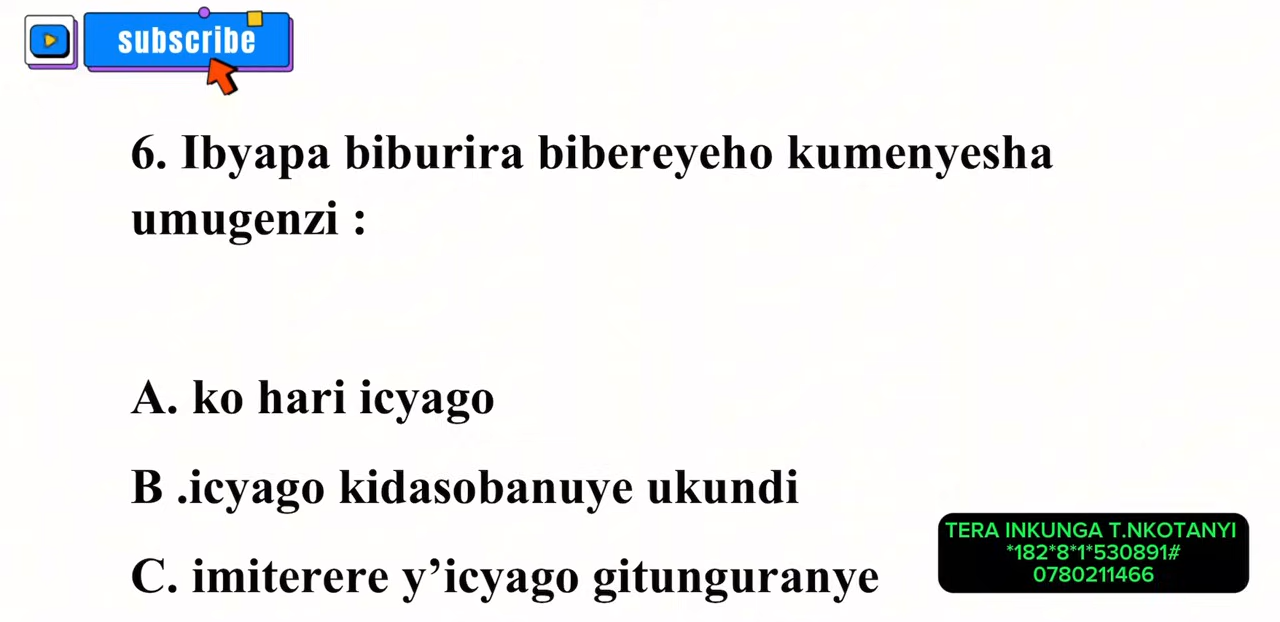 subscribe
6. Ibyapa biburira bibereyeho kumenyesha
umugenzi :
A. ko hari icyago
B .icyago kidasobanuye ukundi
C. imiterere y’icyago gitunguranye
TERA INKUNGA T.NKOTANYI
*182*8*1*530891#
0780211466